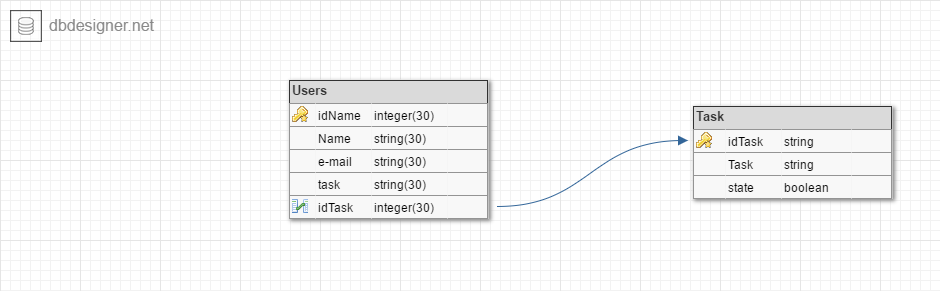 dbdesigner.net
Users
idName integer(30)
Name string(30)
e-mail string(30)
task string(30)
idTask integer(30)
Task
idTask string
Task string
state boolean